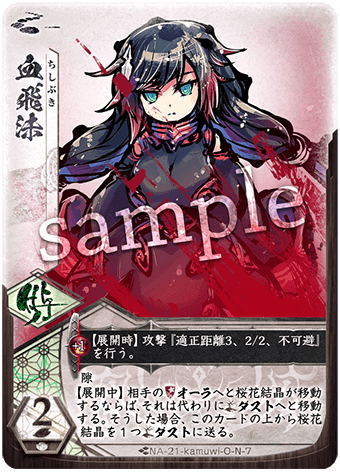 血飛沫
ちしぶき
sample
+1
【展開時】攻撃『適正距離3、2/2、不可避』
を行う。
隙
【展開中】相手のオーラへと桜花結晶が移動
するならば、それは代わりにダストへと移動
する。そうした場合、このカードの上から桜花
結晶を1つダストに送る。
2
NA-21-kamuwi-O-N-7